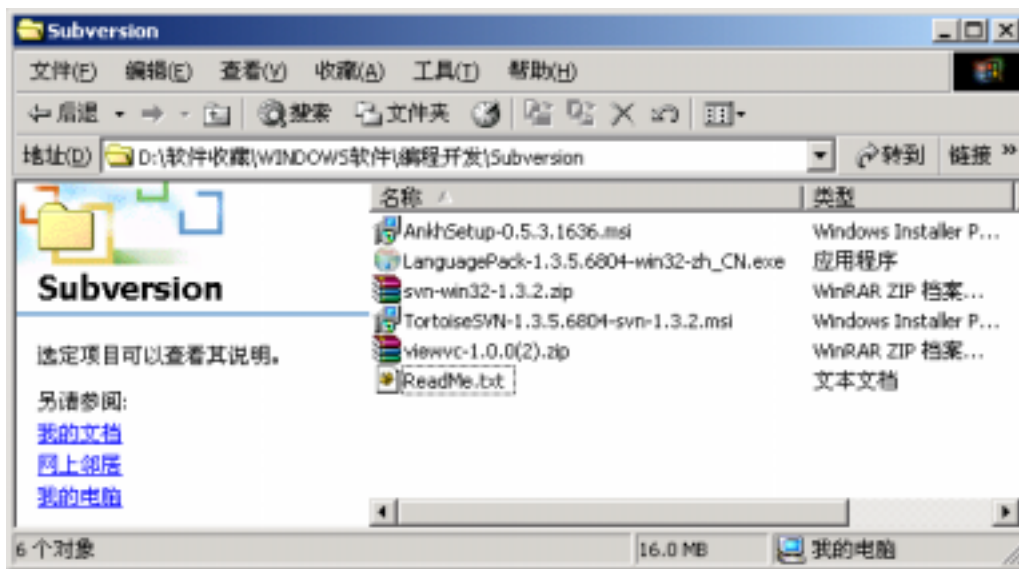 Subversion
文件(F) 编辑(E) 查看(V) 收藏(A) 工具(T) 帮助(H)
后退 搜索 文件夹
地址(D) D:\软件收藏\WINDOWS软件\编程开发\Subversion 转到 链接 »
名称 类型
AnkhSetup-0.5.3.1636.msi Windows Installer P...
LanguagePack-1.3.5.6804-win32-zh_CN.exe 应用程序
svn-win32-1.3.2.zip WinRAR ZIP 档案...
TortoiseSVN-1.3.5.6804-svn-1.3.2.msi Windows Installer P...
viewvc-1.0.0(2).zip WinRAR ZIP 档案...
ReadMe.txt 文本文档
Subversion
选定项目可以查看其说明。
另请参阅:
我的文档
网上邻居
我的电脑
6 个对象 16.0 MB 我的电脑